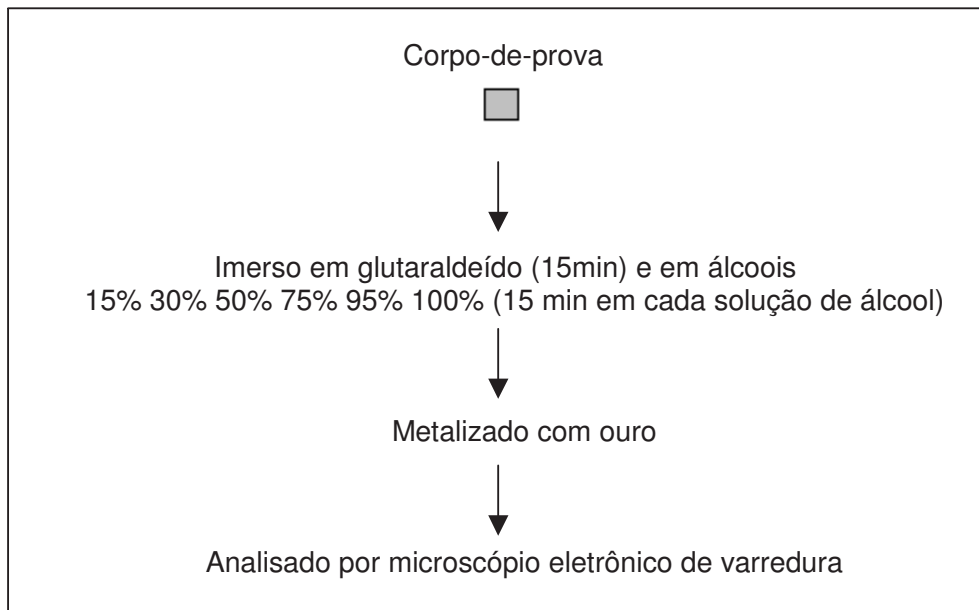 Corpo-de-prova
Imerso em glutaraldeído (15min) e em álcoois
15% 30% 50% 75% 95% 100% (15 min em cada solução de álcool)
Metalizado com ouro
Analisado por microscópio eletrônico de varredura